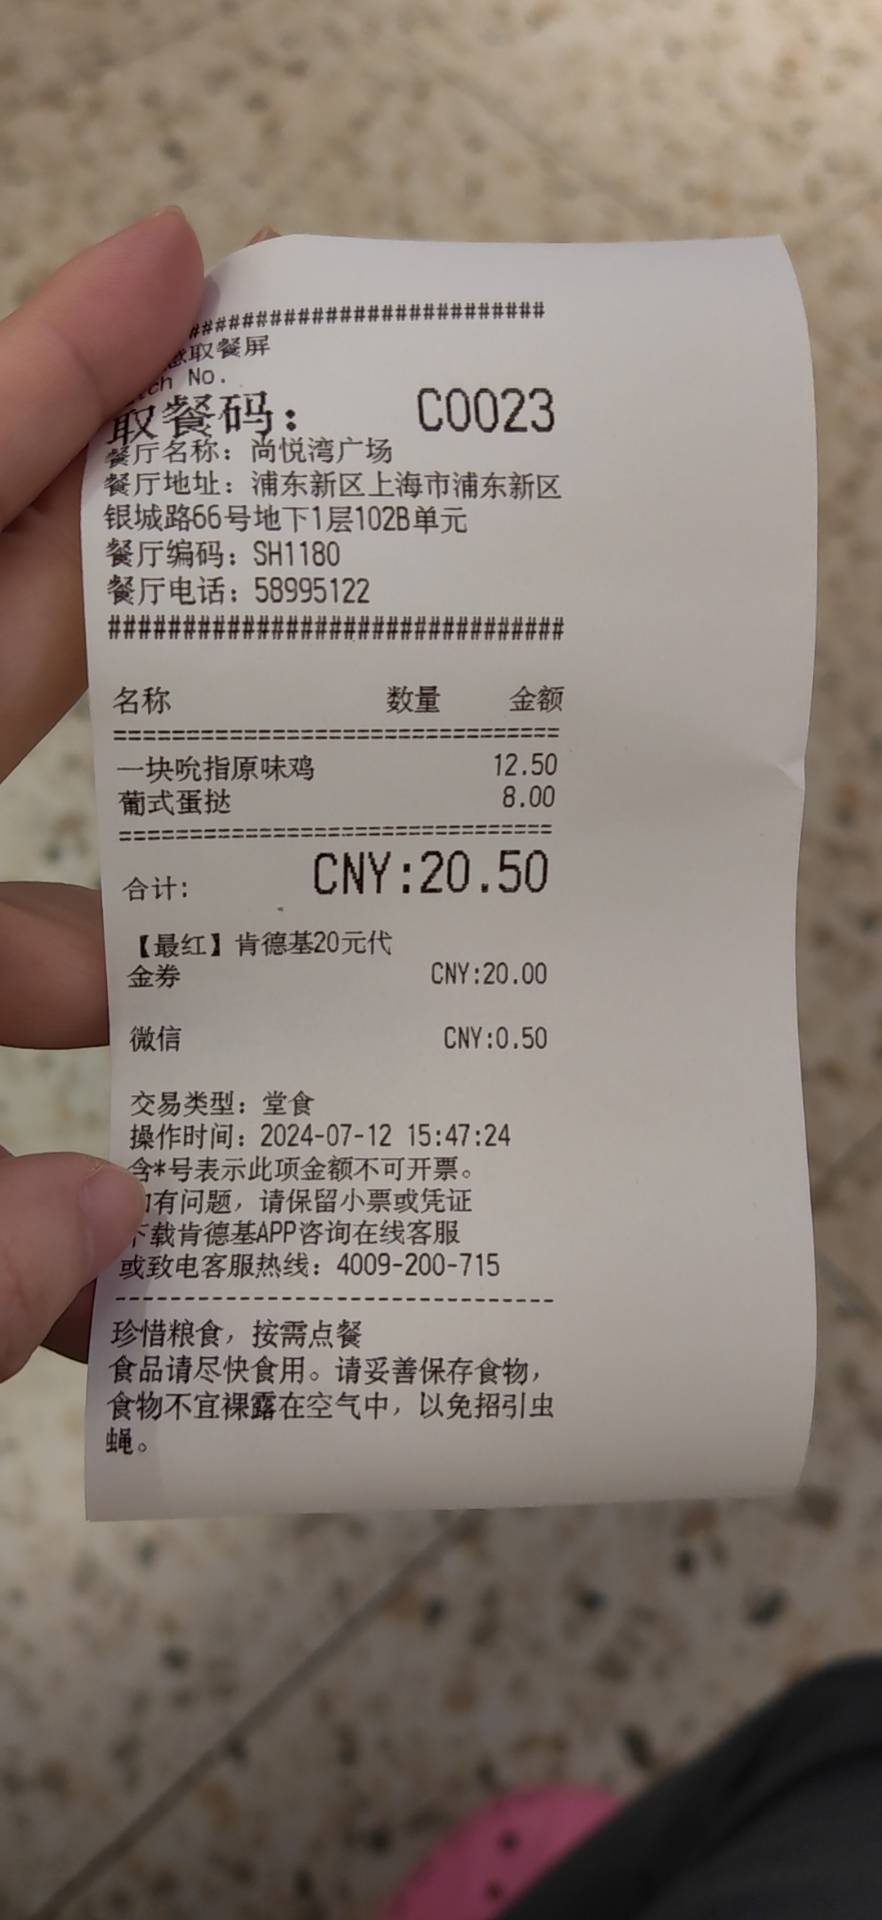 ##########################
取餐屏
No.
取餐码： C0023
餐厅名称：尚悦湾广场
餐厅地址：浦东新区上海市浦东新区
银城路66号地下1层102B单元
餐厅编码：SH1180
餐厅电话：58995122
################################
名称 数量 金额
================================
一块吮指原味鸡 12.50
葡式蛋挞 8.00
================================
合计: CNY:20.50
【最红】肯德基20元代
金券 CNY:20.00
微信 CNY:0.50
交易类型：堂食
操作时间：2024-07-12 15:47:24
含*号表示此项金额不可开票。
有问题，请保留小票或凭证
下载肯德基APP咨询在线客服
或致电客服热线：4009-200-715
--------------------------------
珍惜粮食，按需点餐
食品请尽快食用。请妥善保存食物，
食物不宜裸露在空气中，以免招引虫
蝇。